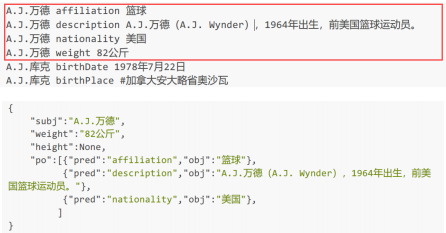 A.J.万德 affiliation 篮球
A.J.万德 description A.J.万德（A.J. Wynder），1964年出生，前美国篮球运动员。
A.J.万德 nationality 美国
A.J.万德 weight 82公斤
A.J.库克 birthDate 1978年7月22日
A.J.库克 birthPlace #加拿大安大略省奥沙瓦
{
"subj":"A.J.万德",
"weight":"82公斤",
"height":None,
"po":[{"pred":"affiliation","obj":"篮球"},
{"pred":"description","obj":"A.J.万德（A.J. Wynder），1964年出生，前美
国篮球运动员。"},
{"pred":"nationality","obj":"美国"},
]
}